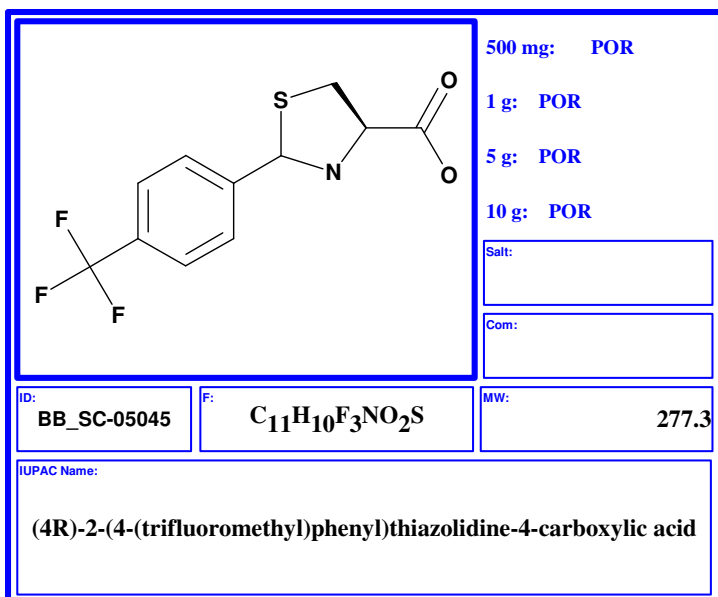 S
O
N
O
F
F
F
500 mg: POR
1 g: POR
5 g: POR
10 g: POR
Salt:
Com:
ID:
BB_SC-05045
F:
C11H10F3NO2S
MW:
277.3
IUPAC Name:
(4R)-2-(4-(trifluoromethyl)phenyl)thiazolidine-4-carboxylic acid